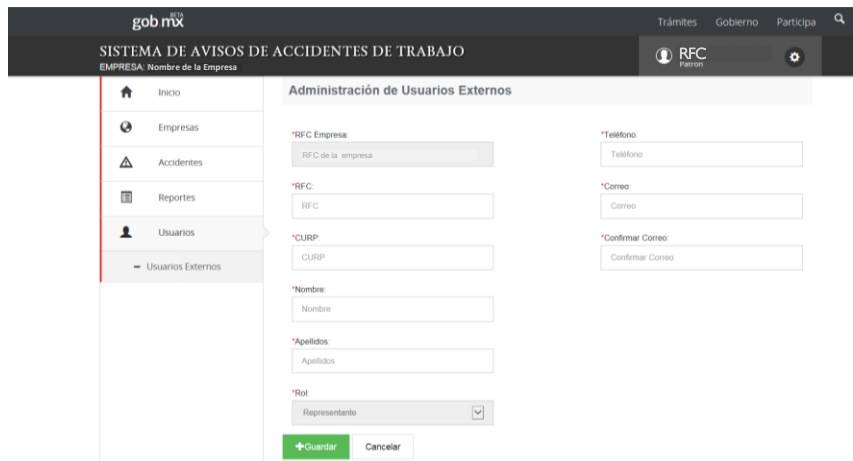 gob mx
BETA
Trámites Gobierno Participa
SISTEMA DE AVISOS DE ACCIDENTES DE TRABAJO
EMPRESA: Nombre de la Empresa
RFC
Patron
Inicio
Empresas
Accidentes
Reportes
Usuarios
Usuarios Externos
Administración de Usuarios Externos
*RFC Empresa:
RFC de la empresa
*RFC:
RFC
*CURP:
CURP
*Nombre:
Nombre
*Apellidos:
Apellidos
*Rol:
Representante
*Teléfono:
Teléfono
*Correo:
Correo
*Confirmar Correo:
Confirmar Correo
+Guardar
Cancelar